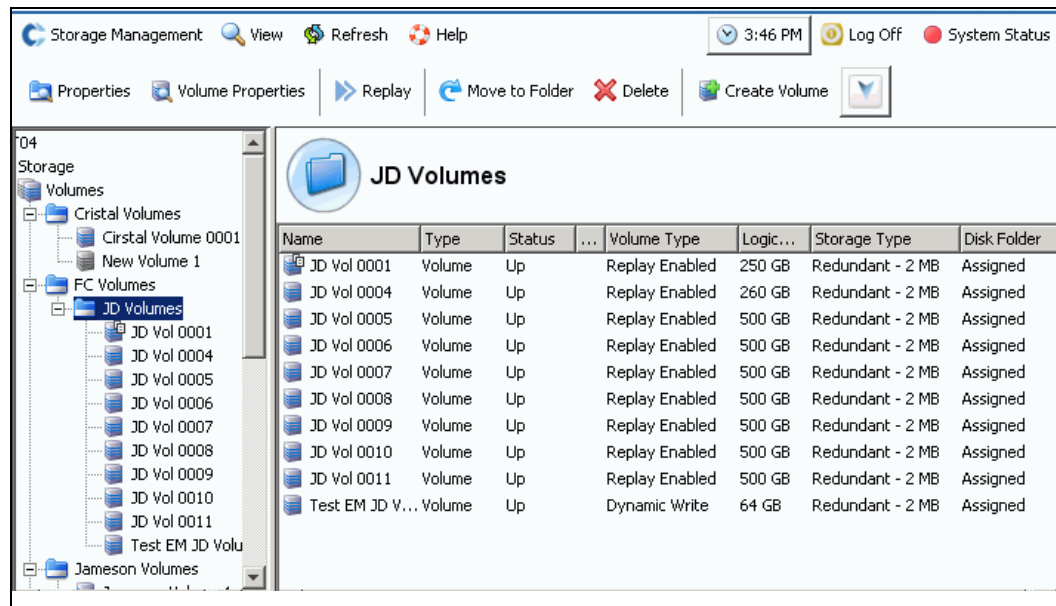 Storage Management View Refresh Help 3:46 PM Log Off System Status
Properties Volume Properties Replay Move to Folder Delete Create Volume
'04
Storage
Volumes
Cristal Volumes
Cirstal Volume 0001
New Volume 1
FC Volumes
JD Volumes
JD Vol 0001
JD Vol 0004
JD Vol 0005
JD Vol 0006
JD Vol 0007
JD Vol 0008
JD Vol 0009
JD Vol 0010
JD Vol 0011
Test EM JD Volu
Jameson Volumes
JD Volumes
Name Type Status ... Volume Type Logic... Storage Type Disk Folder
JD Vol 0001 Volume Up Replay Enabled 250 GB Redundant - 2 MB Assigned
JD Vol 0004 Volume Up Replay Enabled 260 GB Redundant - 2 MB Assigned
JD Vol 0005 Volume Up Replay Enabled 500 GB Redundant - 2 MB Assigned
JD Vol 0006 Volume Up Replay Enabled 500 GB Redundant - 2 MB Assigned
JD Vol 0007 Volume Up Replay Enabled 500 GB Redundant - 2 MB Assigned
JD Vol 0008 Volume Up Replay Enabled 500 GB Redundant - 2 MB Assigned
JD Vol 0009 Volume Up Replay Enabled 500 GB Redundant - 2 MB Assigned
JD Vol 0010 Volume Up Replay Enabled 500 GB Redundant - 2 MB Assigned
JD Vol 0011 Volume Up Replay Enabled 500 GB Redundant - 2 MB Assigned
Test EM JD V... Volume Up Dynamic Write 64 GB Redundant - 2 MB Assigned